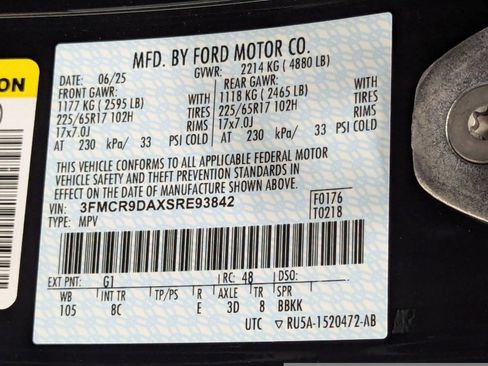 MFD. BY FORD MOTOR CO.
DATE: 06/25 GVWR: 2214 KG ( 4880 LB)
FRONT GAWR: REAR GAWR:
1177 KG ( 2595 LB) WITH 1118 KG ( 2465 LB) WITH
225/65R17 102H TIRES 225/65R17 102H TIRES
17x7.0J RIMS 17x7.0J RIMS
AT 230 kPa/ 33 PSI COLD AT 230 kPa/ 33 PSI COLD
THIS VEHICLE CONFORMS TO ALL APPLICABLE FEDERAL MOTOR
VEHICLE SAFETY AND THEFT PREVENTION STANDARDS IN
EFFECT ON THE DATE OF MANUFACTURE SHOWN ABOVE.
VIN: 3FMCR9DAXSRE93842 F0176
TYPE: MPV T0218
EXT PNT: G1 RC: 48 DSO:
WB INT TR TP/PS R AXLE TR SPR
105 8C E 3D 8 BBKK
UTC RU5A-1520472-AB
ON